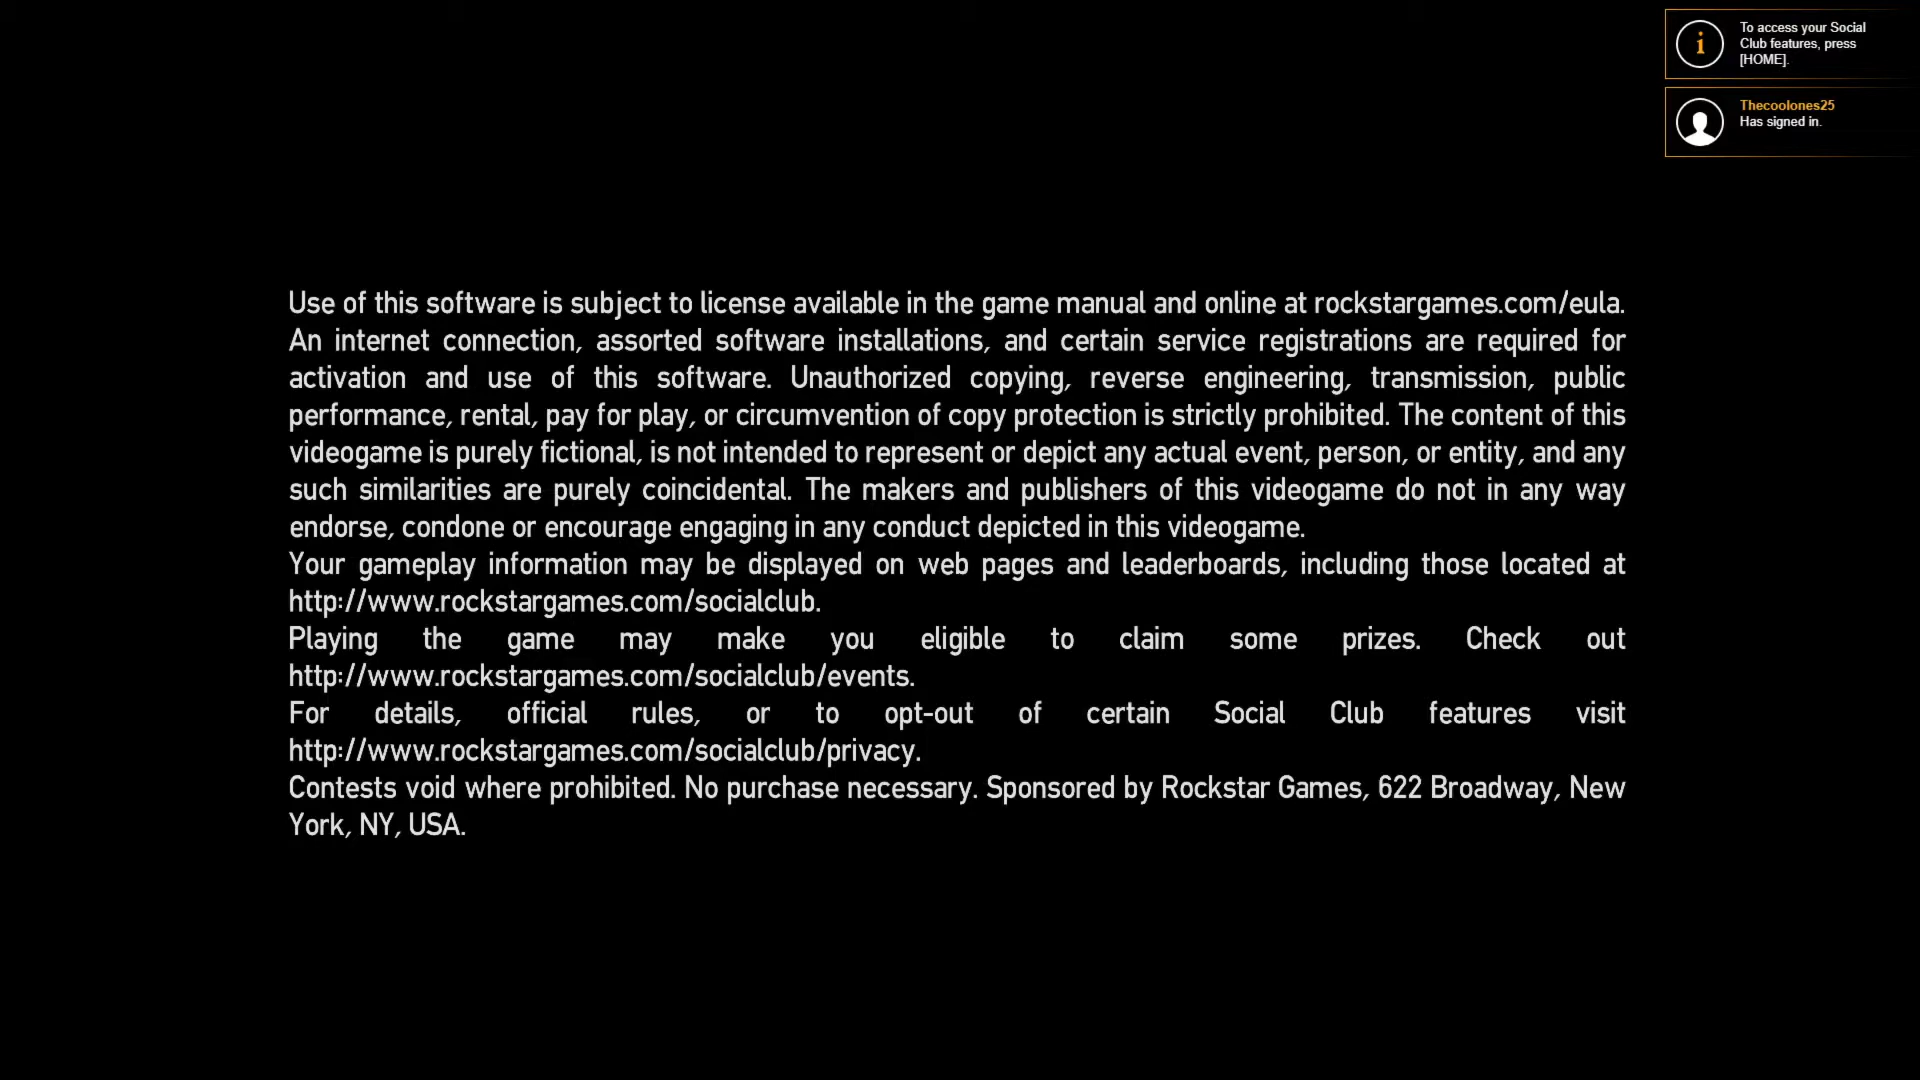 To access your Social
Club features, press
[HOME].
Thecoolones25
Has signed in.
Use of this software is subject to license available in the game manual and online at rockstargames.com/eula.
An internet connection, assorted software installations, and certain service registrations are required for
activation and use of this software. Unauthorized copying, reverse engineering, transmission, public
performance, rental, pay for play, or circumvention of copy protection is strictly prohibited. The content of this
videogame is purely fictional, is not intended to represent or depict any actual event, person, or entity, and any
such similarities are purely coincidental. The makers and publishers of this videogame do not in any way
endorse, condone or encourage engaging in any conduct depicted in this videogame.
Your gameplay information may be displayed on web pages and leaderboards, including those located at
http://www.rockstargames.com/socialclub.
Playing the game may make you eligible to claim some prizes. Check out
http://www.rockstargames.com/socialclub/events.
For details, official rules, or to opt-out of certain Social Club features visit
http://www.rockstargames.com/socialclub/privacy.
Contests void where prohibited. No purchase necessary. Sponsored by Rockstar Games, 622 Broadway, New
York, NY, USA.